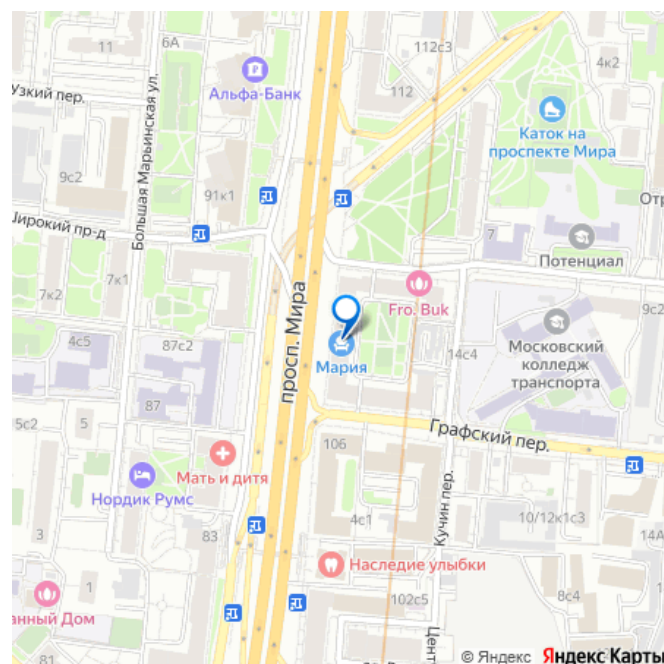 6А
112с3
11
4к2
Узкий пер.
Альфа-Банк
112
Большая Марьинская ул.
Каток на
проспекте Мира
9с2
91к1
Широкий пр-д
Отр
7
Потенциал
7к1
7к2
просп. Мира
Fro. Buk
9с2
4с5
87с2
Мария
14с4
Московский
колледж
транспорта
87
5с2
Графский пер.
106
Мать и дитя
Нордик Румс
Кучин пер.
10/12к1с3
4с1
83
3
14А
Наследие улыбки
1
8с4
анный Дом
102с5
Цент
81
© Яндекс Яндекс Карты